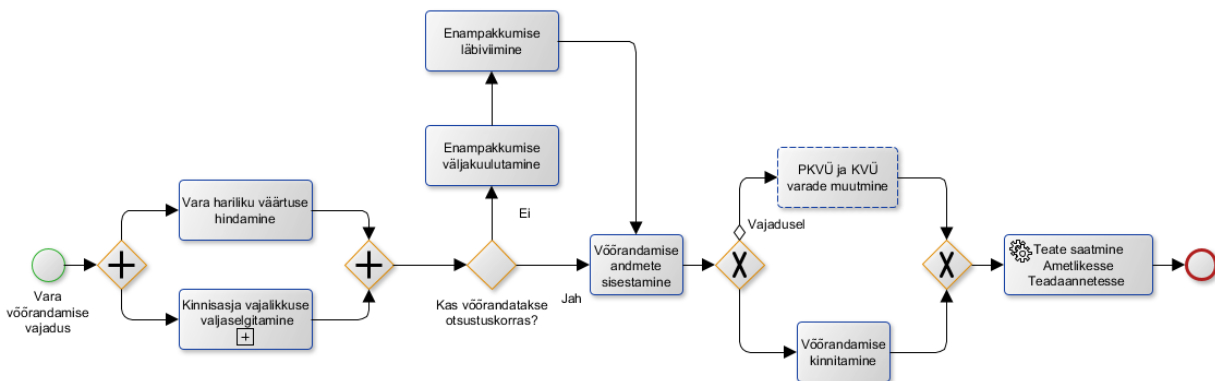 Vara
võõrandamise
vajadus
Vara hariliku väärtuse
hindamine
Kinnisasja vajalikkuse
valjaselgitamine
Kas võõrandatakse
otsustuskorras?
Ei
Jah
Enampakkumise
väljakuulutamine
Enampakkumise
läbiviimine
Võõrandamise
andmete
sisestamine
Vajadusel
PKVÜ ja KVÜ
varade muutmine
Võõrandamise
kinnitamine
Teate saatmine
Ametlikesse
Teadaannetesse